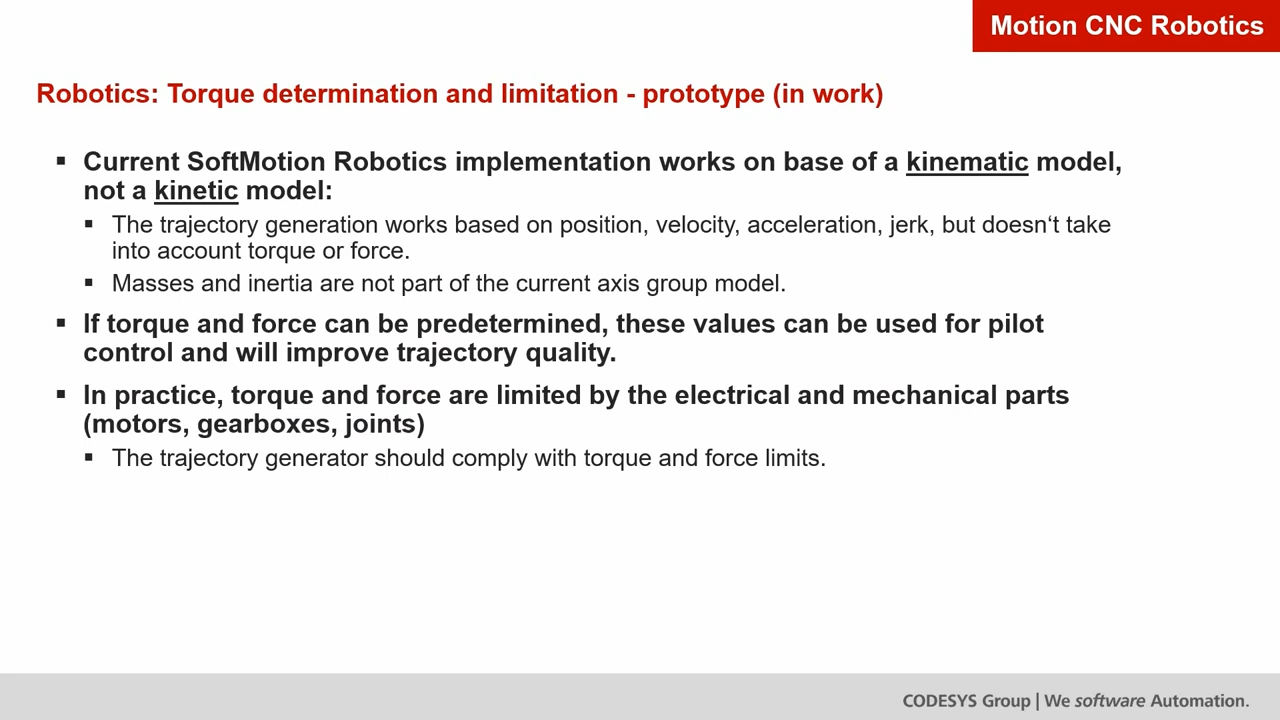 Motion CNC Robotics
Robotics: Torque determination and limitation - prototype (in work)
▪ Current SoftMotion Robotics implementation works on base of a kinematic model,
not a kinetic model:
▪ The trajectory generation works based on position, velocity, acceleration, jerk, but doesn‘t take
into account torque or force.
▪ Masses and inertia are not part of the current axis group model.
▪ If torque and force can be predetermined, these values can be used for pilot
control and will improve trajectory quality.
▪ In practice, torque and force are limited by the electrical and mechanical parts
(motors, gearboxes, joints)
▪ The trajectory generator should comply with torque and force limits.
CODESYS Group | We software Automation.